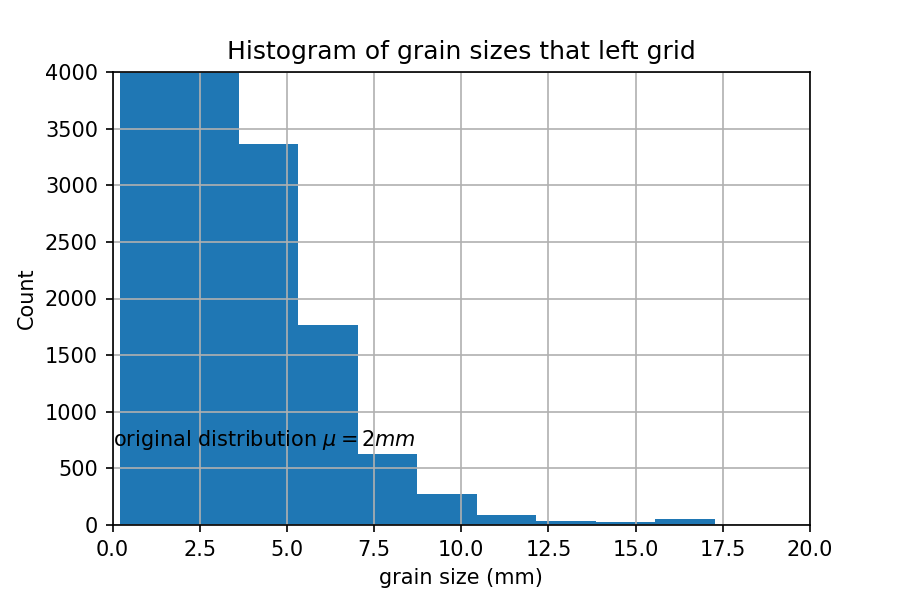 Histogram of grain sizes that left grid
4000
3500
3000
2500
2000
1500
1000
500
0
Count
original distribution μ = 2mm
0.0 2.5 5.0 7.5 10.0 12.5 15.0 17.5 20.0
grain size (mm)